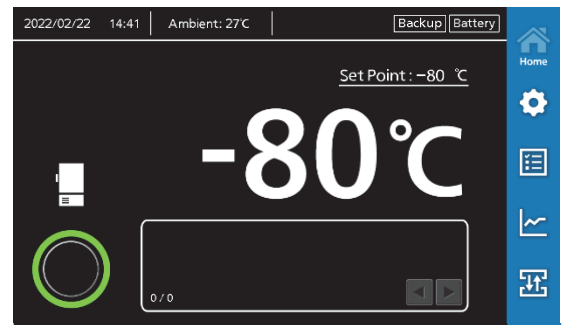 2022/02/22 14:41 Ambient: 27℃ Backup Battery
Home
Set Point : −80 ℃
-80℃
0 / 0